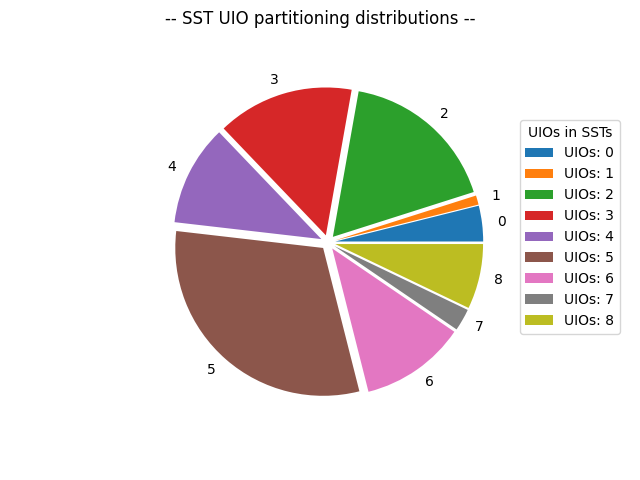 -- SST UIO partitioning distributions --
3
2
4
1
0
8
7
5
6
UIOs in SSTs
UIOs: 0
UIOs: 1
UIOs: 2
UIOs: 3
UIOs: 4
UIOs: 5
UIOs: 6
UIOs: 7
UIOs: 8